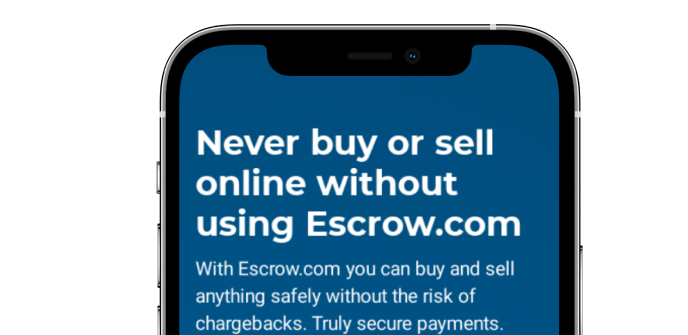 Never buy or sell
online without
using Escrow.com
With Escrow.com you can buy and sell
anything safely without the risk of
chargebacks. Truly secure payments.